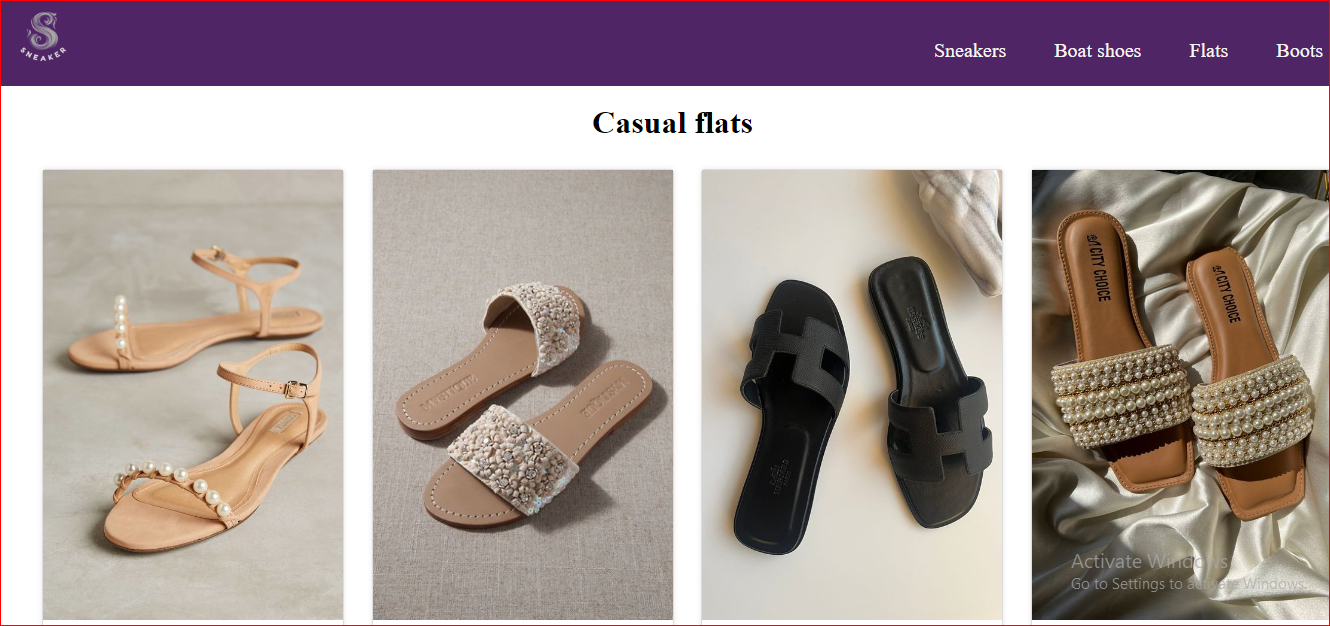 S
SNEAKER
Sneakers Boat shoes Flats Boots
Casual flats
CITY CHOICE
CITY CHOICE
Activate Windows
Go to Settings to activate Windows.